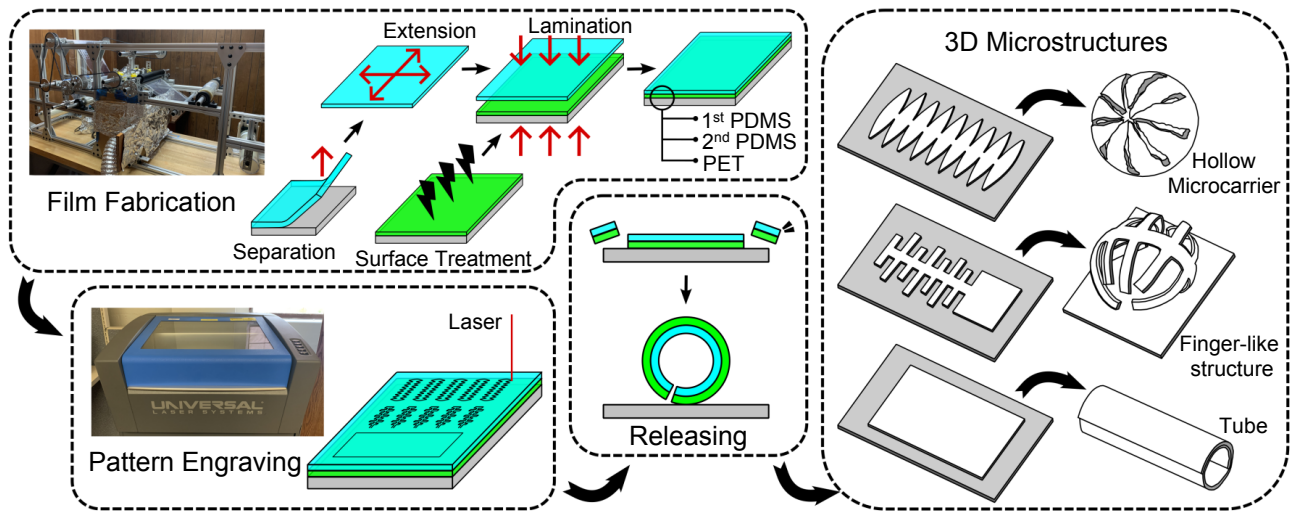 Extension
Lamination
1st PDMS
2nd PDMS
PET
Film Fabrication
Separation
Surface Treatment
Laser
UNIVERSAL
LASER SYSTEMS
Pattern Engraving
Releasing
3D Microstructures
Hollow
Microcarrier
Finger-like
structure
Tube